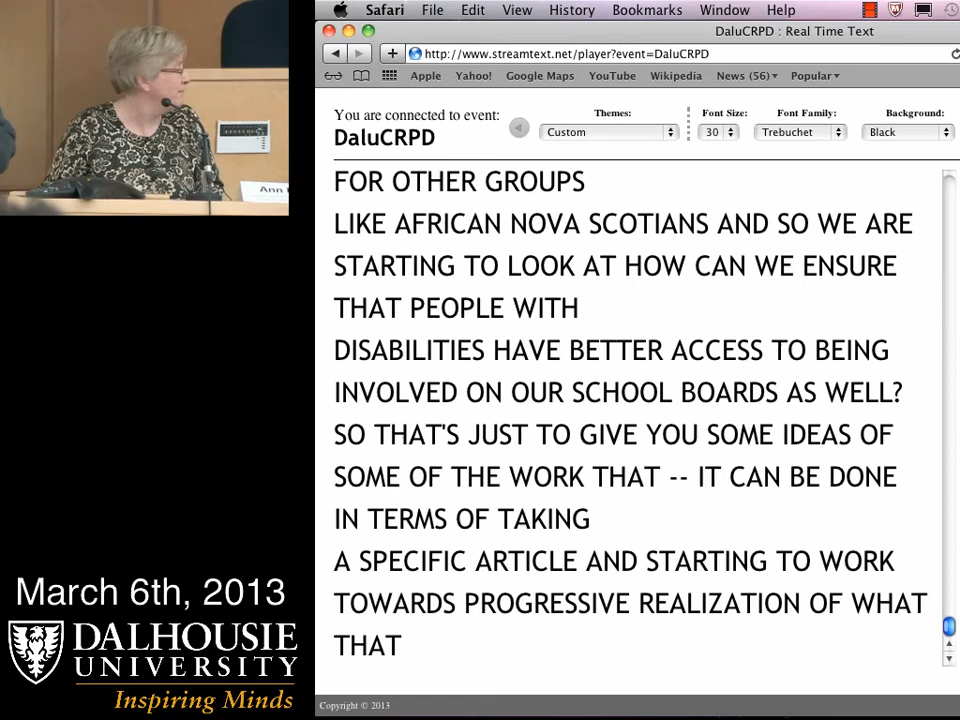 Safari File Edit View History Bookmarks Window Help
DaluCRPD : Real Time Text
http://www.streamtext.net/player?event=DaluCRPD
Apple Yahoo! Google Maps YouTube Wikipedia News (56) Popular
You are connected to event:
DaluCRPD
Themes: Font Size: Font Family: Background:
Custom 30 Trebuchet Black
FOR OTHER GROUPS
LIKE AFRICAN NOVA SCOTIANS AND SO WE ARE
STARTING TO LOOK AT HOW CAN WE ENSURE
THAT PEOPLE WITH
DISABILITIES HAVE BETTER ACCESS TO BEING
INVOLVED ON OUR SCHOOL BOARDS AS WELL?
SO THAT'S JUST TO GIVE YOU SOME IDEAS OF
SOME OF THE WORK THAT -- IT CAN BE DONE
IN TERMS OF TAKING
A SPECIFIC ARTICLE AND STARTING TO WORK
TOWARDS PROGRESSIVE REALIZATION OF WHAT
THAT
Copyright © 2013
Ann
March 6th, 2013
DALHOUSIE
UNIVERSITY
Inspiring Minds